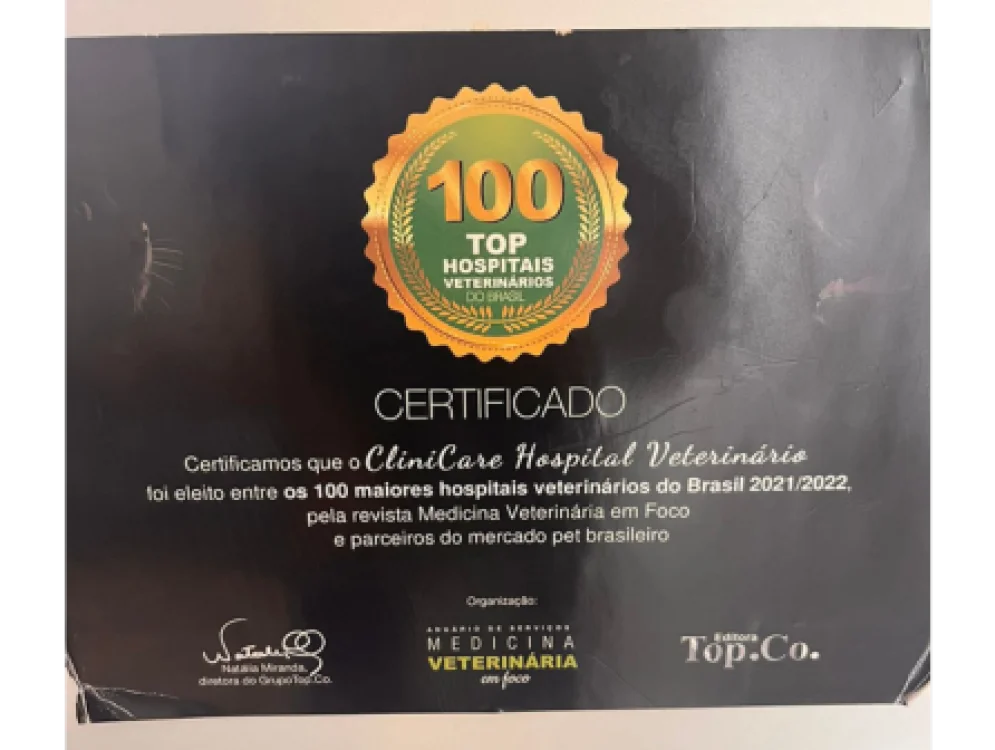 100
TOP
HOSPITAIS
VETERINÁRIOS
DO BRASIL
CERTIFICADO
Certificamos que o CliniCare Hospital Veterinário
foi eleito entre os 100 maiores hospitais veterinários do Brasil 2021/2022,
pela revista Medicina Veterinária em Foco
e parceiros do mercado pet brasileiro
Organização:
Natália Miranda,
diretora do GrupoTop.Co.
ANUÁRIO DE SERVIÇOS
MEDICINA
VETERINÁRIA
em foco
Editora
Top.Co.